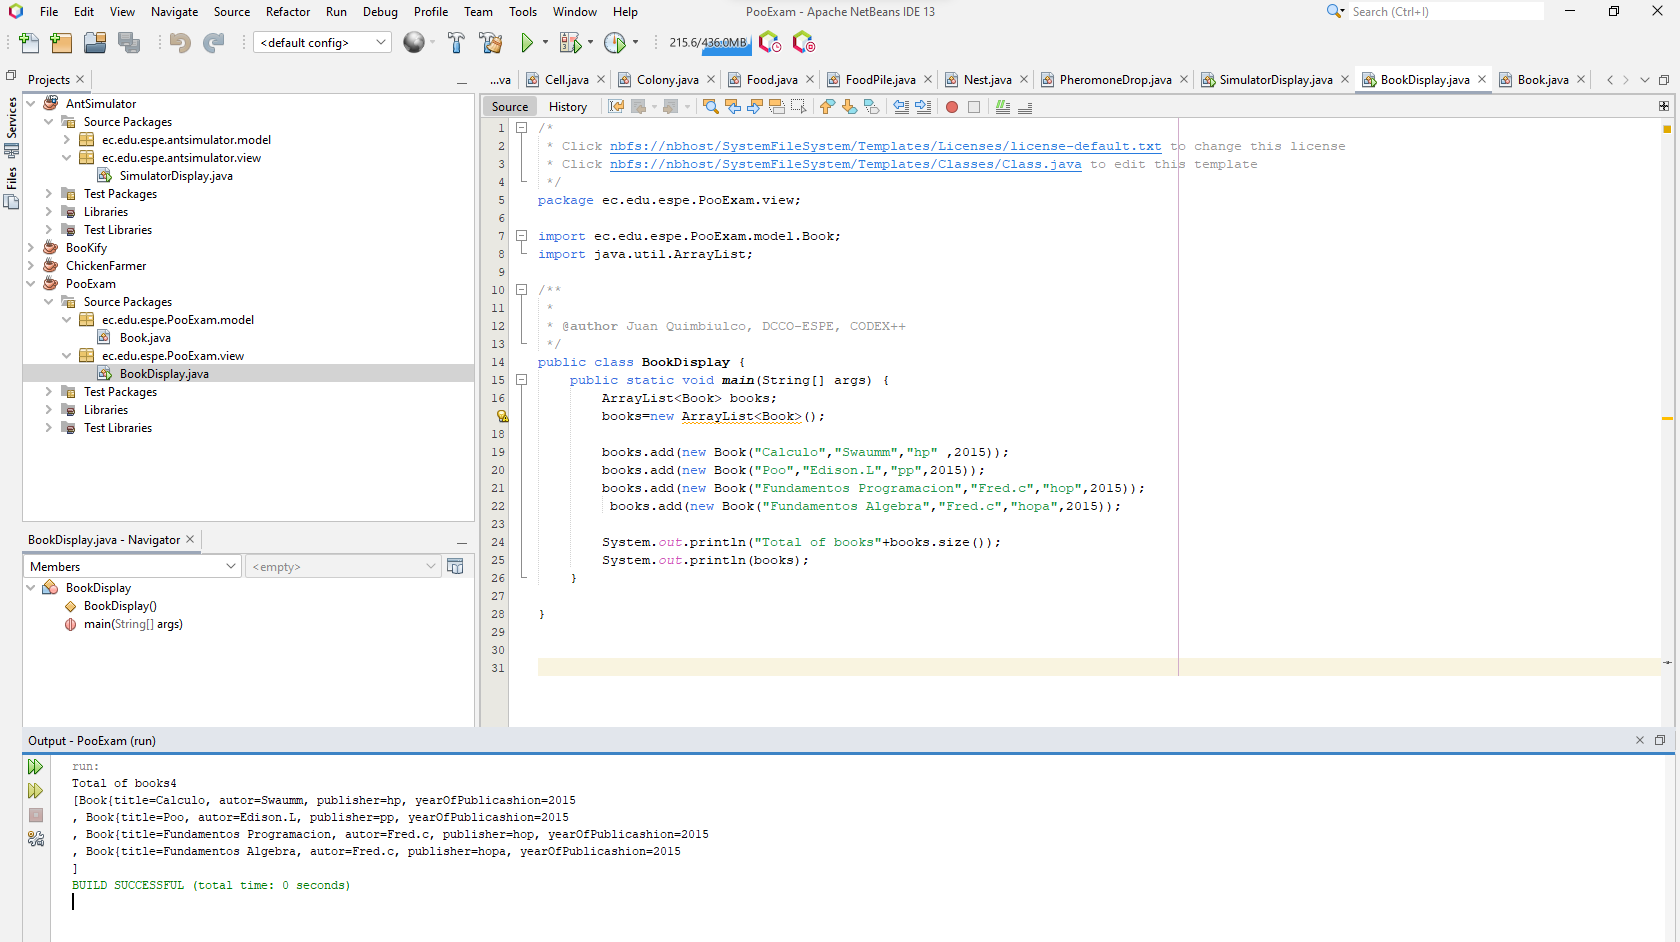 File Edit View Navigate Source Refactor Run Debug Profile Team Tools Window Help
PooExam - Apache NetBeans IDE 13
Search (Ctrl+I)
<default config>
215.6/436.0MB
Projects
...va Cell.java Colony.java Food.java FoodPile.java Nest.java PheromoneDrop.java SimulatorDisplay.java BookDisplay.java Book.java
Services
Files
AntSimulator
Source Packages
ec.edu.espe.antsimulator.model
ec.edu.espe.antsimulator.view
SimulatorDisplay.java
Test Packages
Libraries
Test Libraries
BooKify
ChickenFarmer
PooExam
Source Packages
ec.edu.espe.PooExam.model
Book.java
ec.edu.espe.PooExam.view
BookDisplay.java
Test Packages
Libraries
Test Libraries
BookDisplay.java - Navigator
Members
<empty>
BookDisplay
BookDisplay()
main(String[] args)
Source History
1 /*
2 * Click nbfs://nbhost/SystemFileSystem/Templates/Licenses/license-default.txt to change this license
3 * Click nbfs://nbhost/SystemFileSystem/Templates/Classes/Class.java to edit this template
4 */
5 package ec.edu.espe.PooExam.view;
6
7 import ec.edu.espe.PooExam.model.Book;
8 import java.util.ArrayList;
9
10 /**
11 *
12 * @author Juan Quimbiulco, DCCO-ESPE, CODEX++
13 */
14 public class BookDisplay {
15 public static void main(String[] args) {
16 ArrayList<Book> books;
books=new ArrayList<Book>();
18
19 books.add(new Book("Calculo","Swaumm","hp" ,2015));
20 books.add(new Book("Poo","Edison.L","pp",2015));
21 books.add(new Book("Fundamentos Programacion","Fred.c","hop",2015));
22 books.add(new Book("Fundamentos Algebra","Fred.c","hopa",2015));
23
24 System.out.println("Total of books"+books.size());
25 System.out.println(books);
26 }
27
28 }
29
30
31
Output - PooExam (run)
run:
Total of books4
[Book{title=Calculo, autor=Swaumm, publisher=hp, yearOfPublicashion=2015
, Book{title=Poo, autor=Edison.L, publisher=pp, yearOfPublicashion=2015
, Book{title=Fundamentos Programacion, autor=Fred.c, publisher=hop, yearOfPublicashion=2015
, Book{title=Fundamentos Algebra, autor=Fred.c, publisher=hopa, yearOfPublicashion=2015
]
BUILD SUCCESSFUL (total time: 0 seconds)